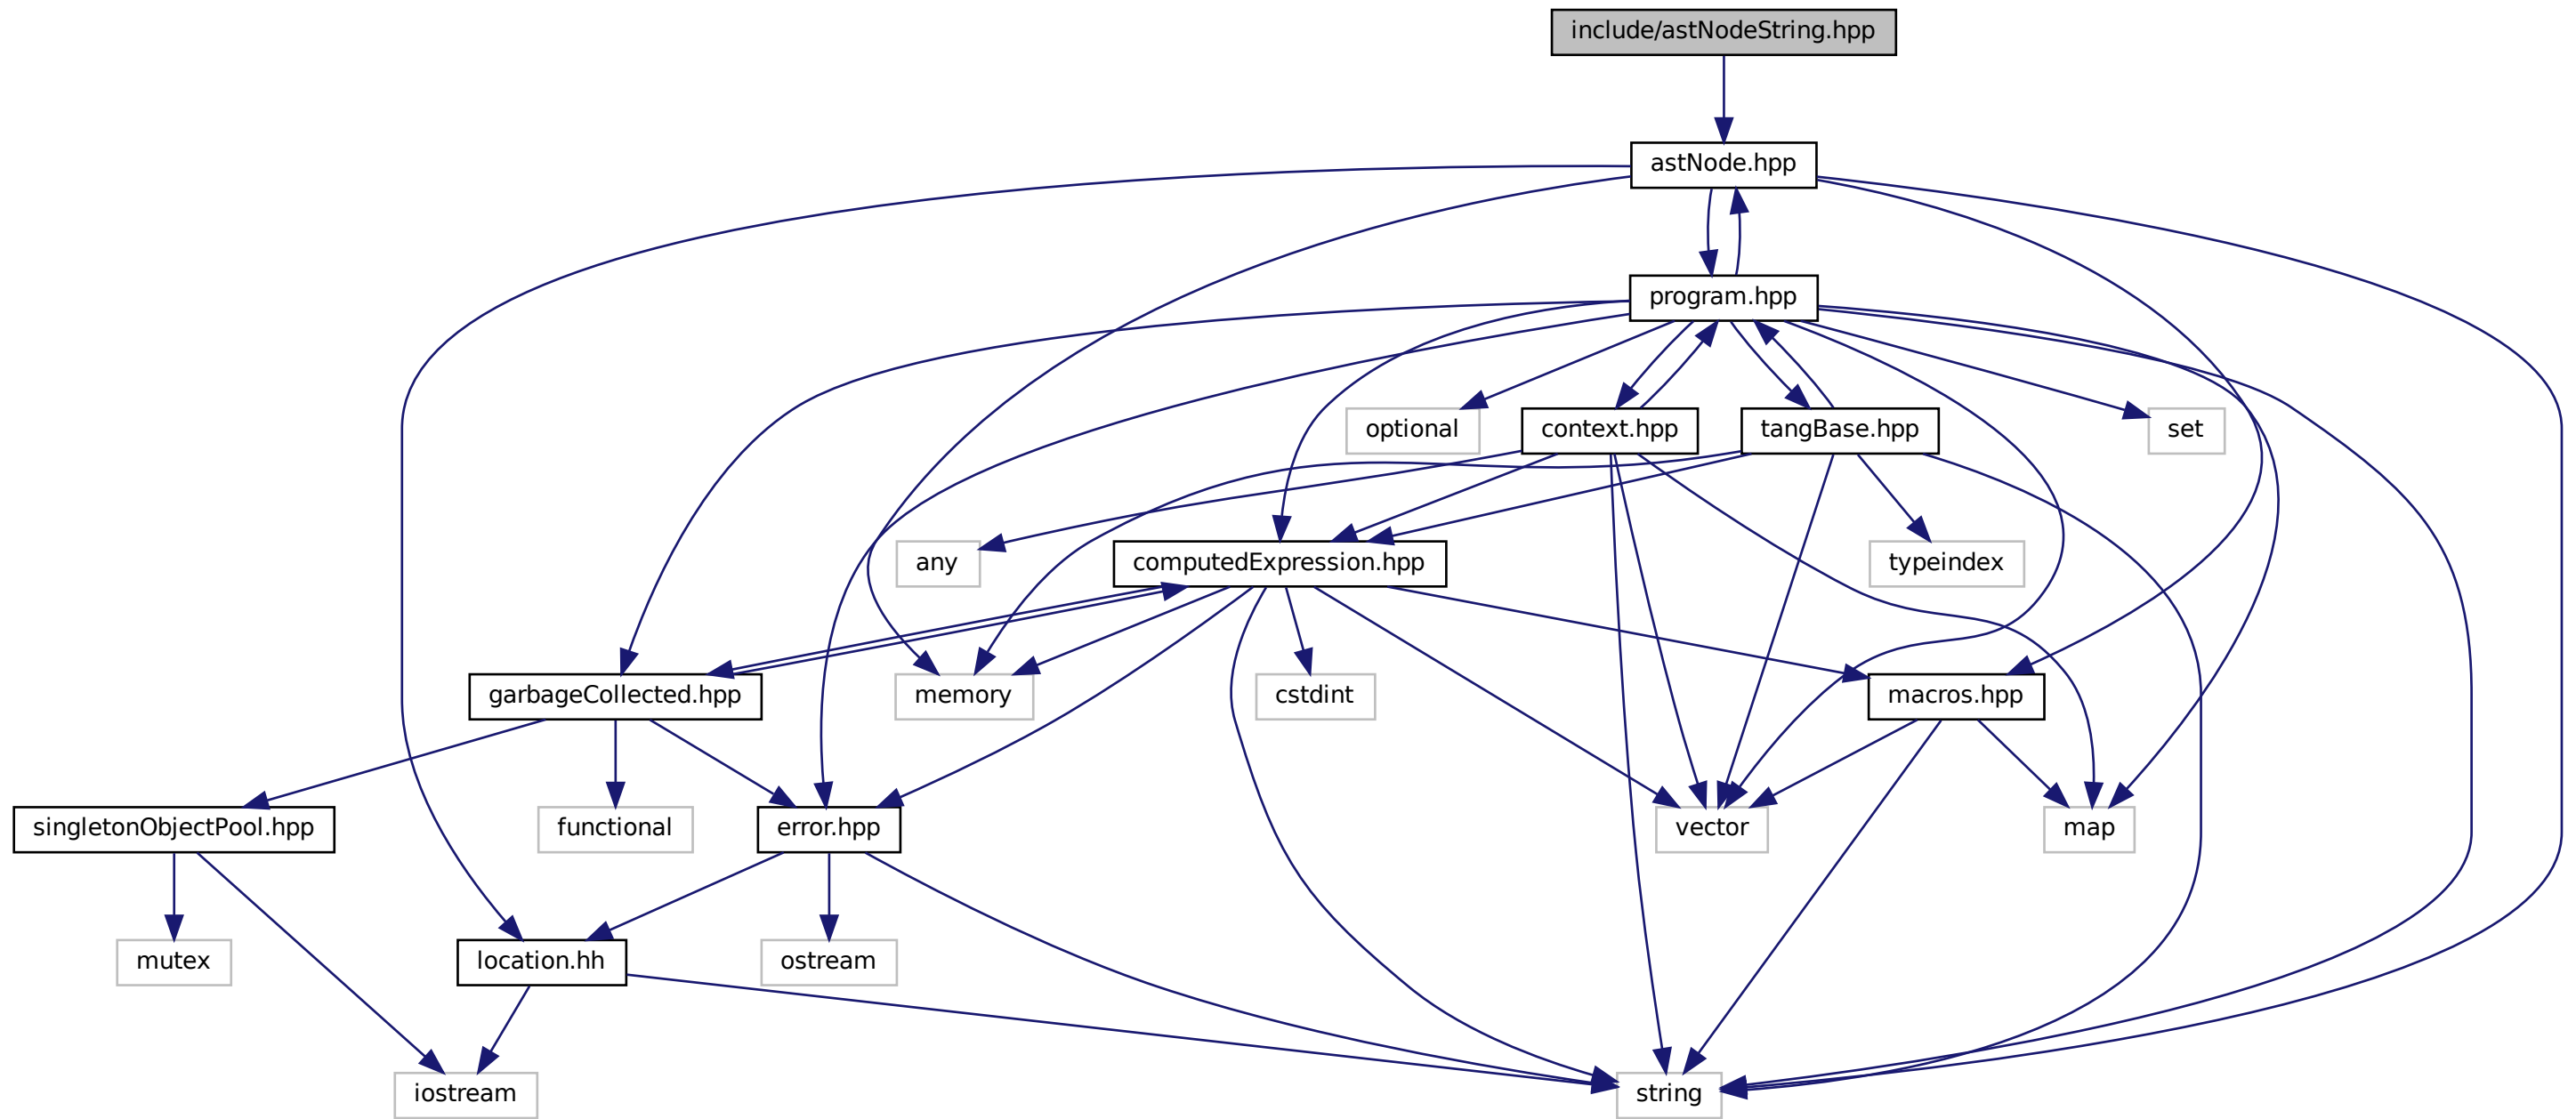 include/astNodeString.hpp
astNode.hpp
program.hpp
optional
context.hpp
tangBase.hpp
set
any
computedExpression.hpp
typeindex
garbageCollected.hpp
memory
cstdint
macros.hpp
singletonObjectPool.hpp
functional
error.hpp
vector
map
mutex
location.hh
ostream
iostream
string